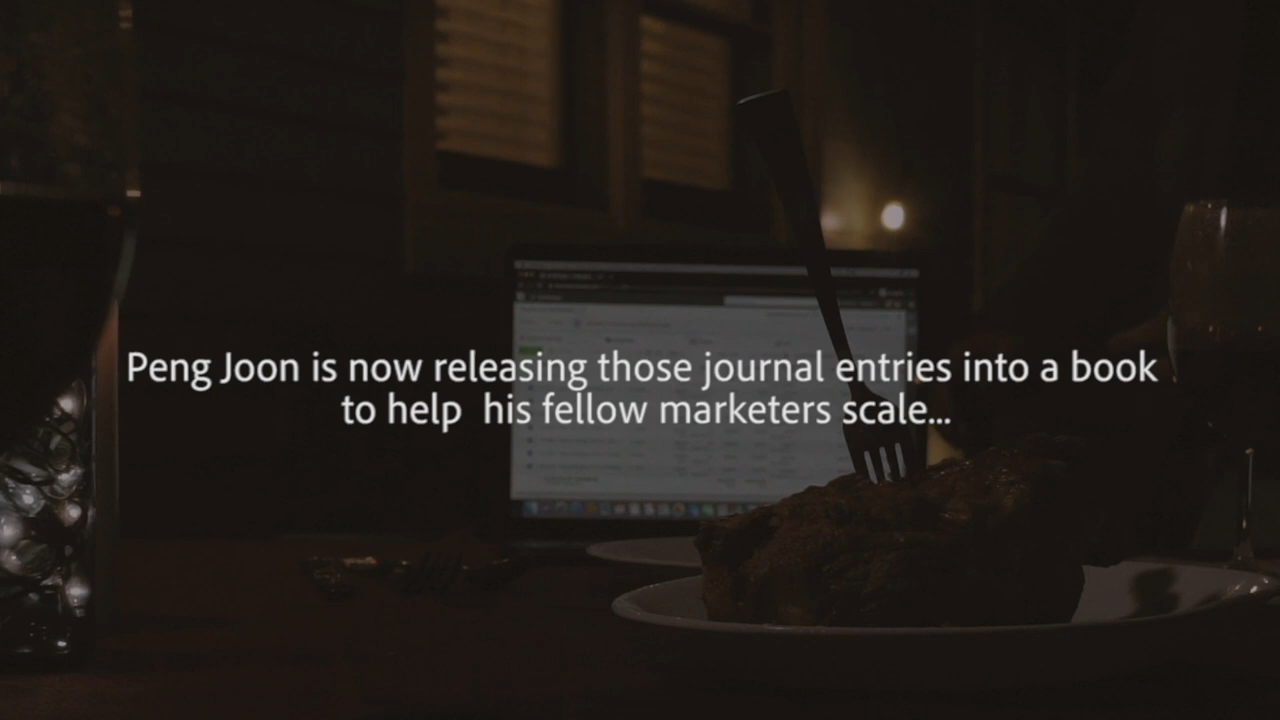 Peng Joon is now releasing those journal entries into a book
to help  his fellow marketers scale...